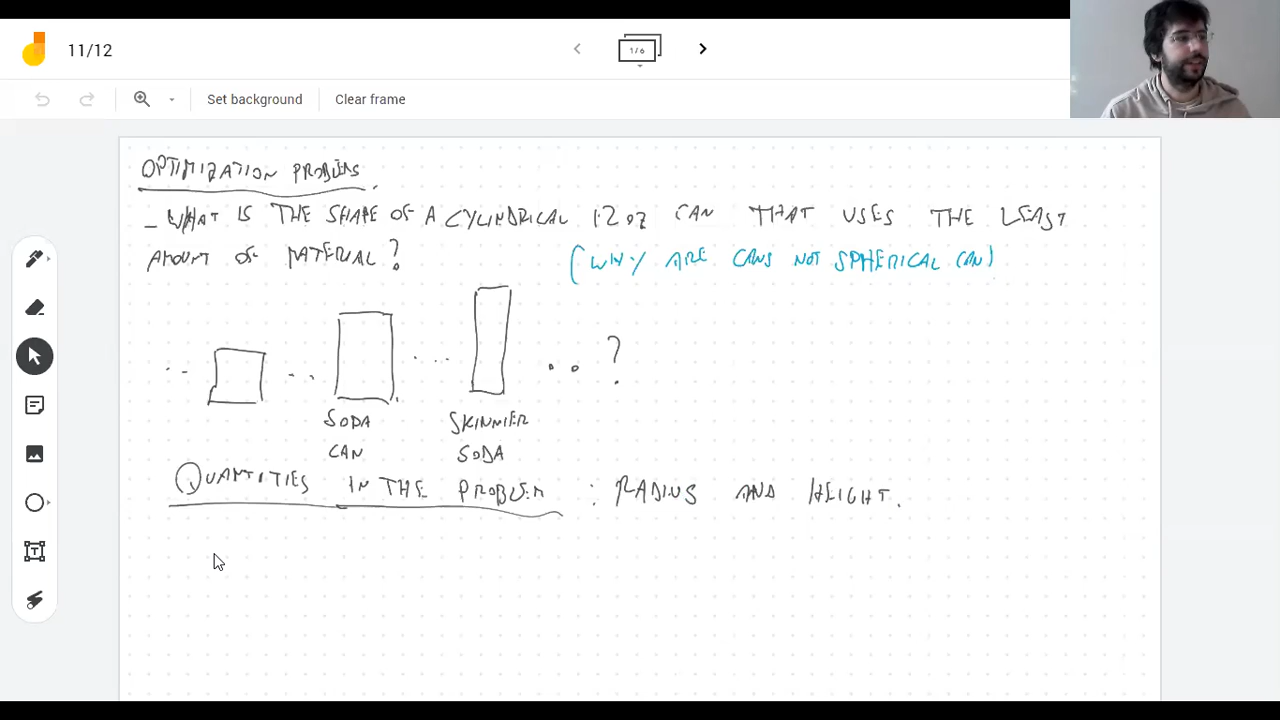 11/12
1/6
Set background
Clear frame
OPTIMIZATION PROBLEMS.
- WHAT IS THE SHAPE OF A CYLINDRICAL 12 OZ CAN THAT USES THE LEAST
AMOUNT OF MATERIAL?
(WHY ARE CANS NOT SPHERICAL CAN)
.. ... ... .. ?
SODA
CAN
SKINNIER
SODA
QUANTITIES IN THE PROBLEM : RADIUS AND HEIGHT.